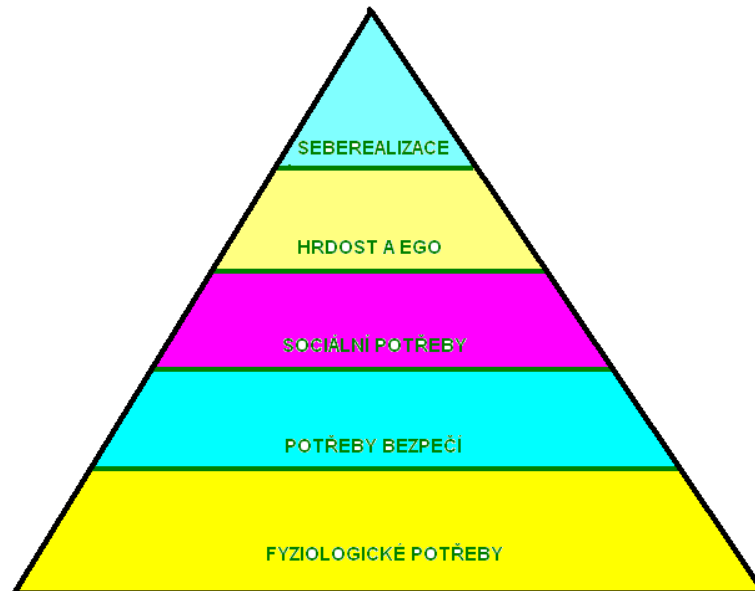 SEBEREALIZACE
HRDOST A EGO
SOCIÁLNÍ POTŘEBY
POTŘEBY BEZPEČÍ
FYZIOLOGICKÉ POTŘEBY